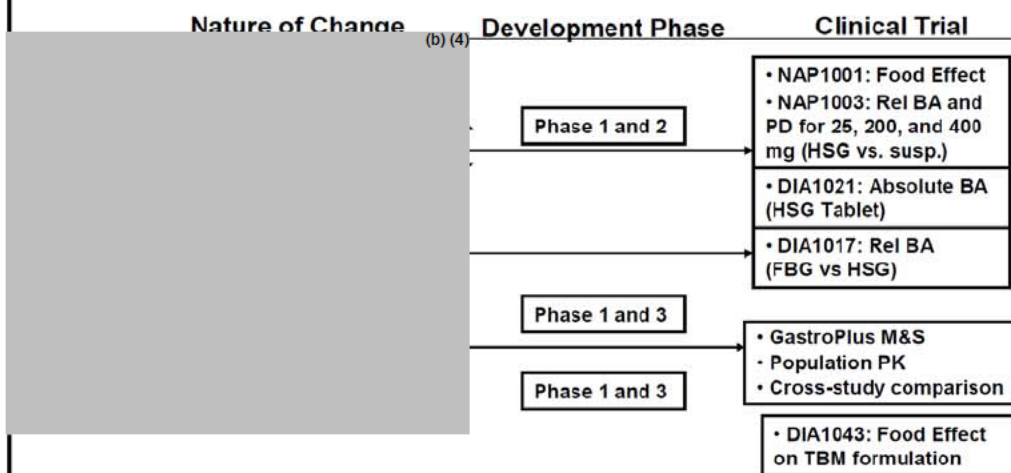 Nature of Change
Development Phase
Clinical Trial
(b) (4)
Phase 1 and 2
• NAP1001: Food Effect
• NAP1003: Rel BA and
PD for 25, 200, and 400
mg (HSG vs. susp.)
• DIA1021: Absolute BA
(HSG Tablet)
• DIA1017: Rel BA
(FBG vs HSG)
Phase 1 and 3
• GastroPlus M&S
- Population PK
• Cross-study comparison
Phase 1 and 3
• DIA1043: Food Effect
on TBM formulation